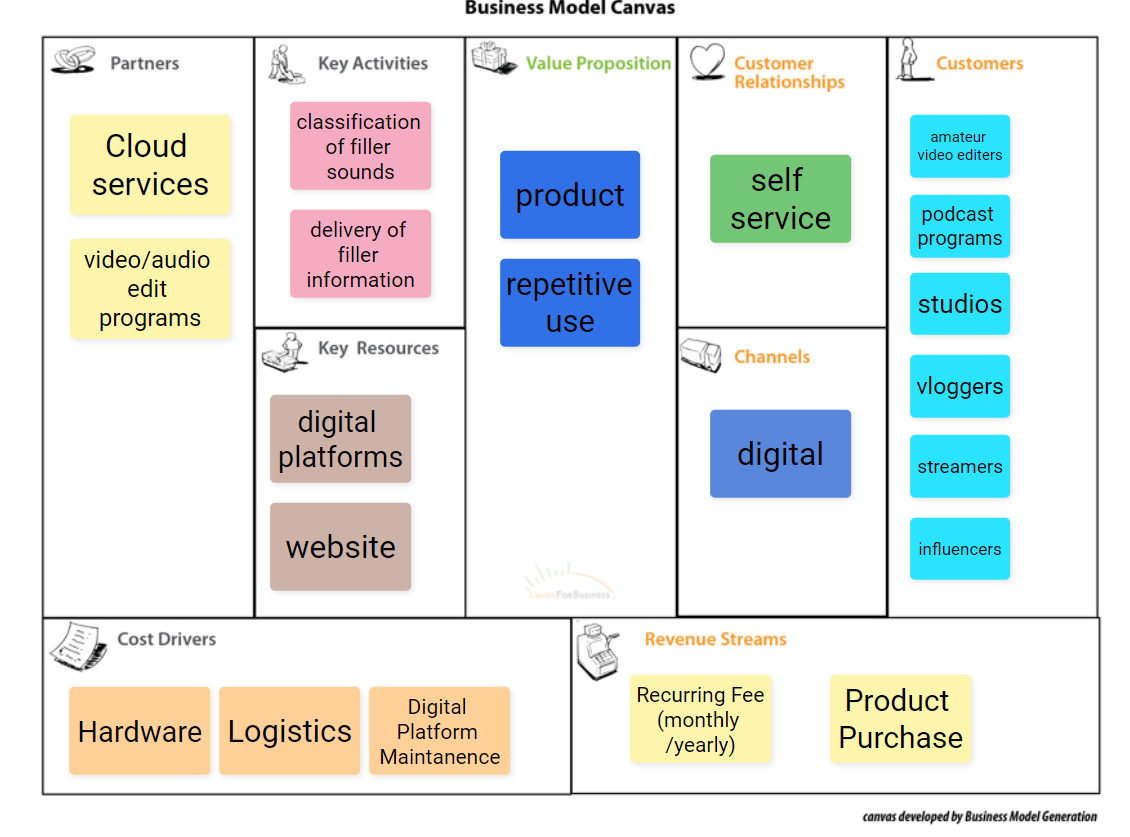 Business Model Canvas
Partners
Cloud
services
video/audio
edit
programs
Key Activities
classification
of filler
sounds
delivery of
filler
information
Key Resources
digital
platforms
website
Value Proposition
product
repetitive
use
LowesForBusiness
Customer
Relationships
self
service
Channels
digital
Customers
amateur
video editers
podcast
programs
studios
vloggers
streamers
influencers
Cost Drivers
Hardware
Logistics
Digital
Platform
Maintanence
Revenue Streams
Recurring Fee
(monthly
/yearly)
Product
Purchase
canvas developed by Business Model Generation